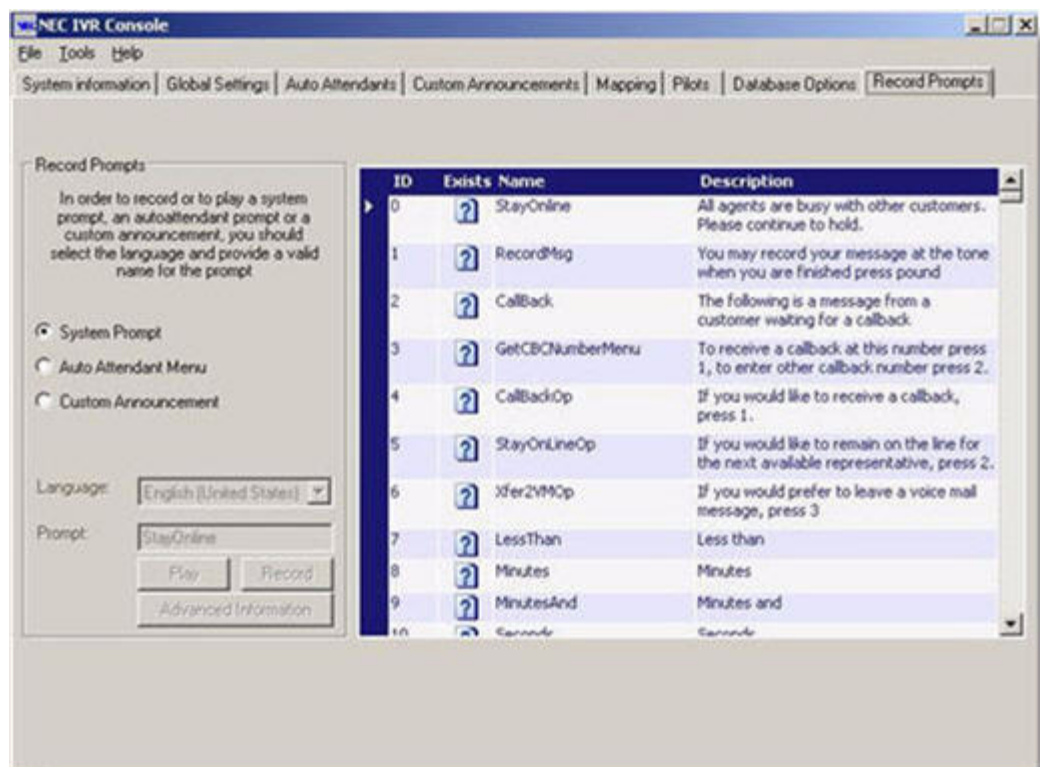 NEC IVR Console
File Tools Help
System information Global Settings Auto Attendants Custom Announcements Mapping Pilots Database Options Record Prompts
Record Prompts
In order to record or to play a system
prompt, an autoattendant prompt or a
custom announcement, you should
select the language and provide a valid
name for the prompt
System Prompt
Auto Attendant Menu
Custom Announcement
Language: English (United States)
Prompt: StayOnline
Play Record
Advanced Information
ID Exists Name Description
0 StayOnline All agents are busy with other customers.
Please continue to hold.
1 RecordMsg You may record your message at the tone
when you are finished press pound
2 CallBack The following is a message from a
customer waiting for a callback
3 GetCBCNumberMenu To receive a callback at this number press
1, to enter other callback number press 2.
4 CallBackOp If you would like to receive a callback,
press 1.
5 StayOnLineOp If you would like to remain on the line for
the next available representative, press 2.
6 Xfer2VMOp If you would prefer to leave a voice mail
message, press 3
7 LessThan Less than
8 Minutes Minutes
9 MinutesAnd Minutes and
10 Seconds Seconds